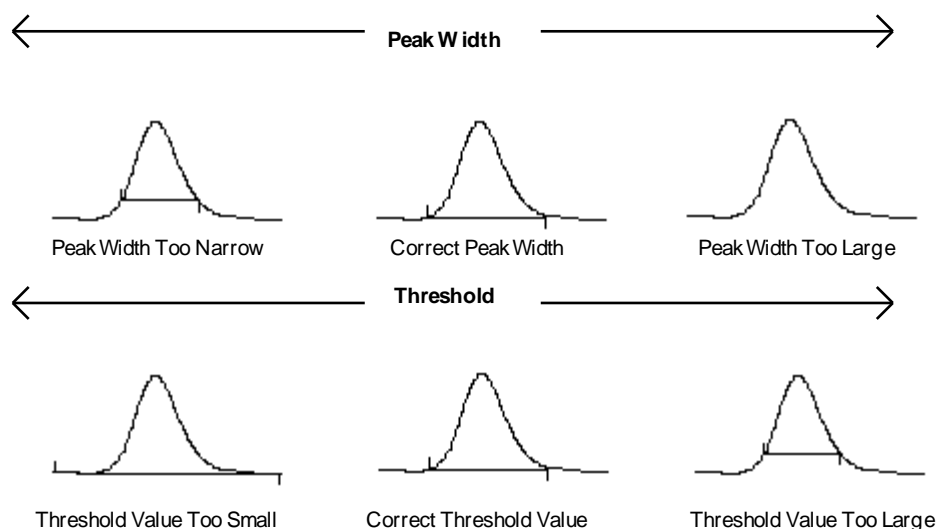 Peak Width
Peak Width Too Narrow
Correct Peak Width
Peak Width Too Large
Threshold
Threshold Value Too Small
Correct Threshold Value
Threshold Value Too Large